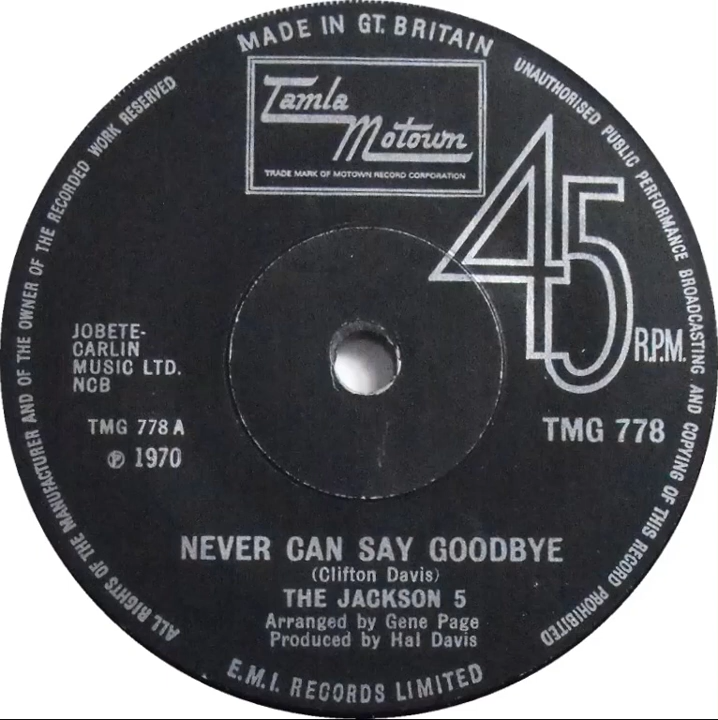 MADE IN GT. BRITAIN
UNAUTHORISED PUBLIC PERFORMANCE BROADCASTING AND COPYING OF THIS RECORD PROHIBITED
ALL RIGHTS OF THE MANUFACTURER AND OF THE OWNER OF THE RECORDED WORK RESERVED
Tamla
Motown
TRADE MARK OF MOTOWN RECORD CORPORATION
45
R.P.M.
JOBETE-
CARLIN
MUSIC LTD.
NCB
TMG 778 A
℗ 1970
TMG 778
NEVER CAN SAY GOODBYE
(Clifton Davis)
THE JACKSON 5
Arranged by Gene Page
Produced by Hal Davis
E.M.I. RECORDS LIMITED